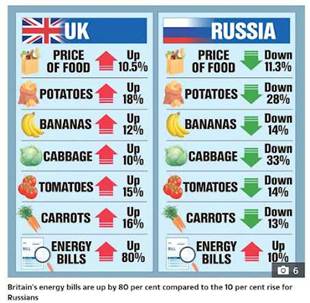 UK
PRICE OF FOOD Up 10.5%
POTATOES Up 18%
BANANAS Up 12%
CABBAGE Up 10%
TOMATOES Up 15%
CARROTS Up 16%
ENERGY BILLS Up 80%
RUSSIA
PRICE OF FOOD Down 11.3%
POTATOES Down 28%
BANANAS Down 14%
CABBAGE Down 33%
TOMATOES Down 14%
CARROTS Down 13%
ENERGY BILLS Up 10%
6
Britain's energy bills are up by 80 per cent compared to the 10 per cent rise for
Russians